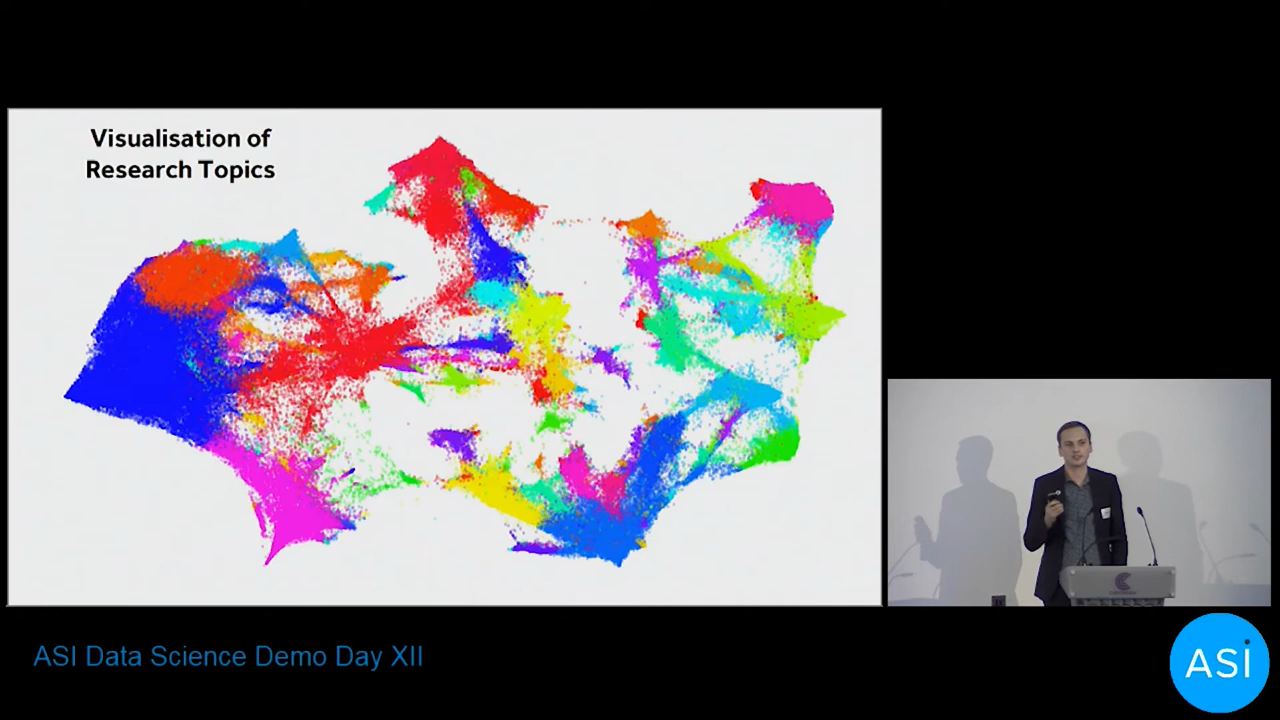 Visualisation of
Research Topics
ASI Data Science Demo Day XII
ASI